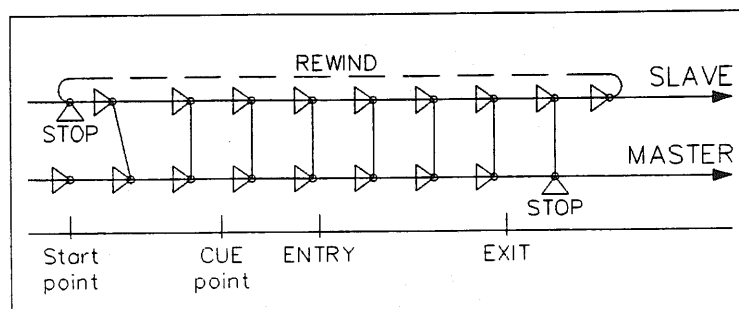 REWIND
SLAVE
STOP
MASTER
STOP
Start point
CUE point
ENTRY
EXIT